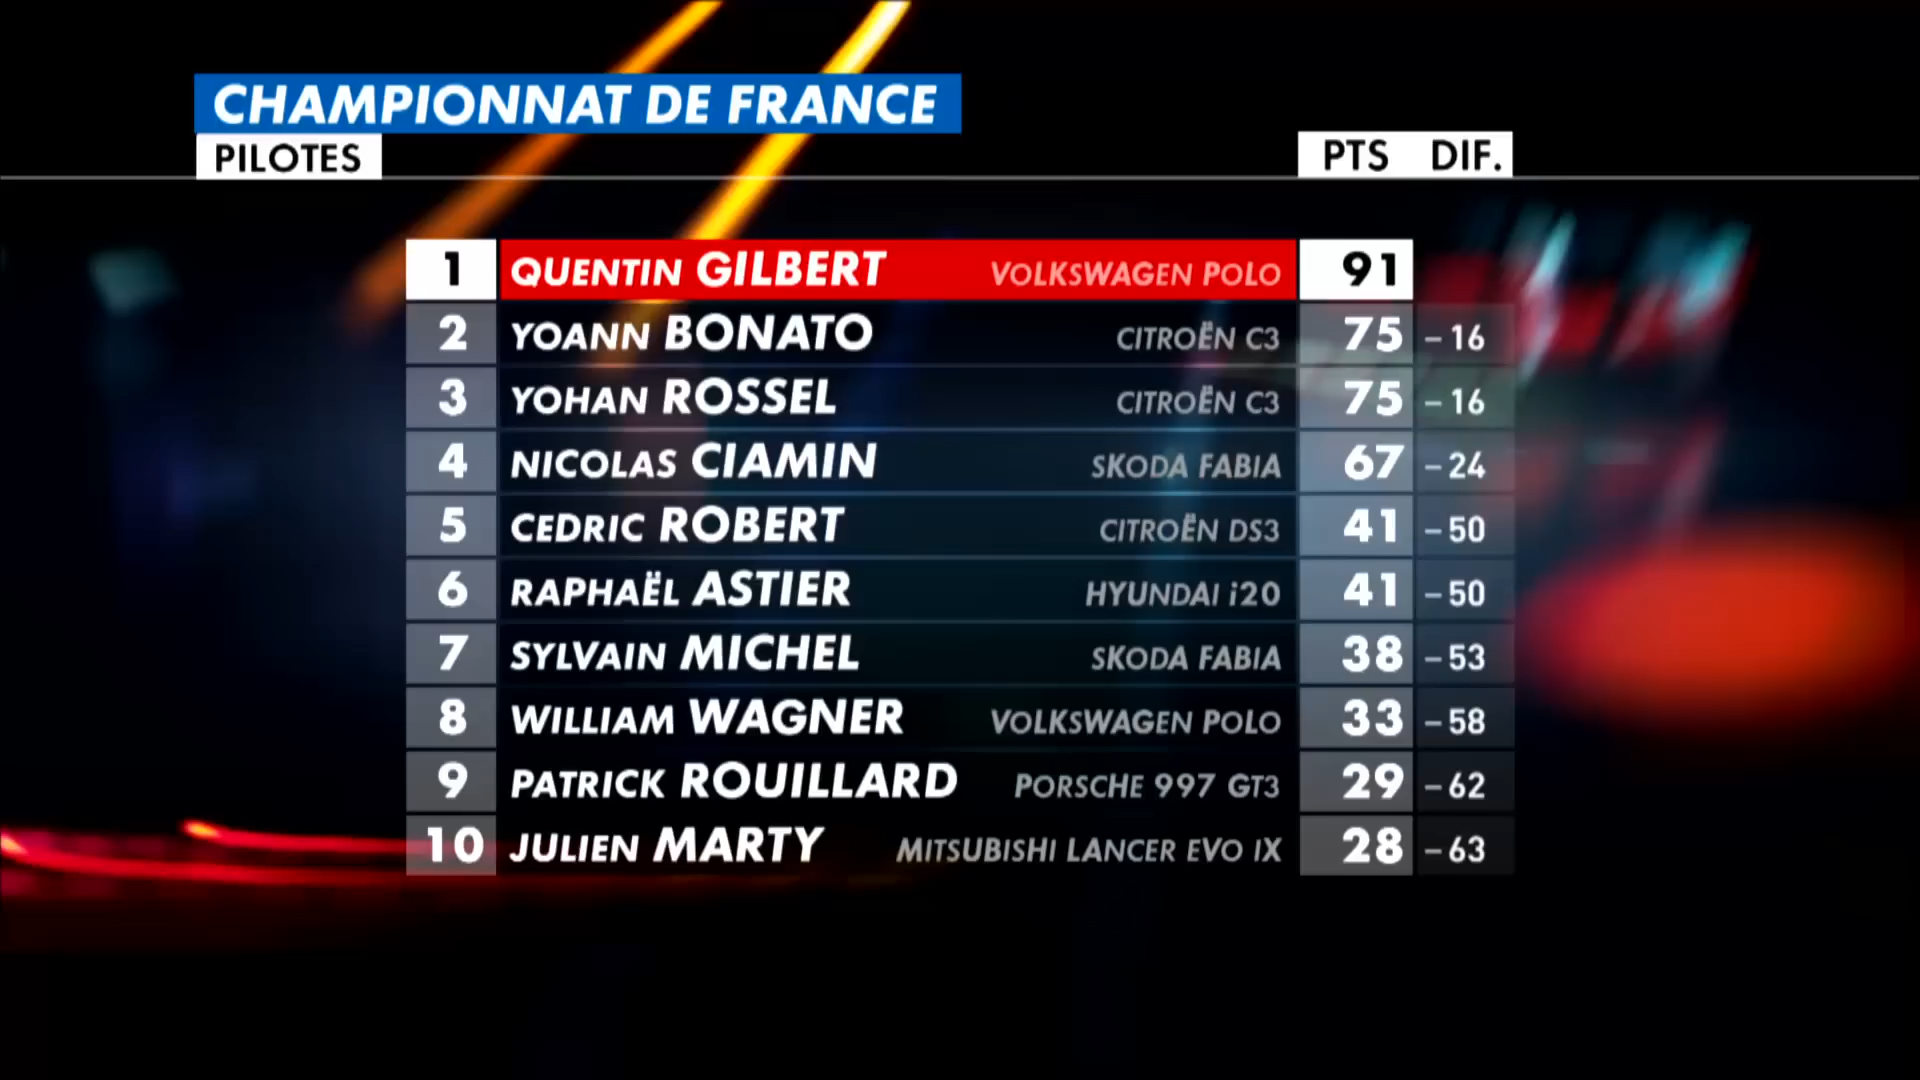 CHAMPIONNAT DE FRANCE
PILOTES PTS DIF.
1 QUENTIN GILBERT VOLKSWAGEN POLO 91
2 YOANN BONATO CITROËN C3 75 – 16
3 YOHAN ROSSEL CITROËN C3 75 – 16
4 NICOLAS CIAMIN SKODA FABIA 67 – 24
5 CEDRIC ROBERT CITROËN DS3 41 – 50
6 RAPHAËL ASTIER HYUNDAI i20 41 – 50
7 SYLVAIN MICHEL SKODA FABIA 38 – 53
8 WILLIAM WAGNER VOLKSWAGEN POLO 33 – 58
9 PATRICK ROUILLARD PORSCHE 997 GT3 29 – 62
10 JULIEN MARTY MITSUBISHI LANCER EVO IX 28 – 63